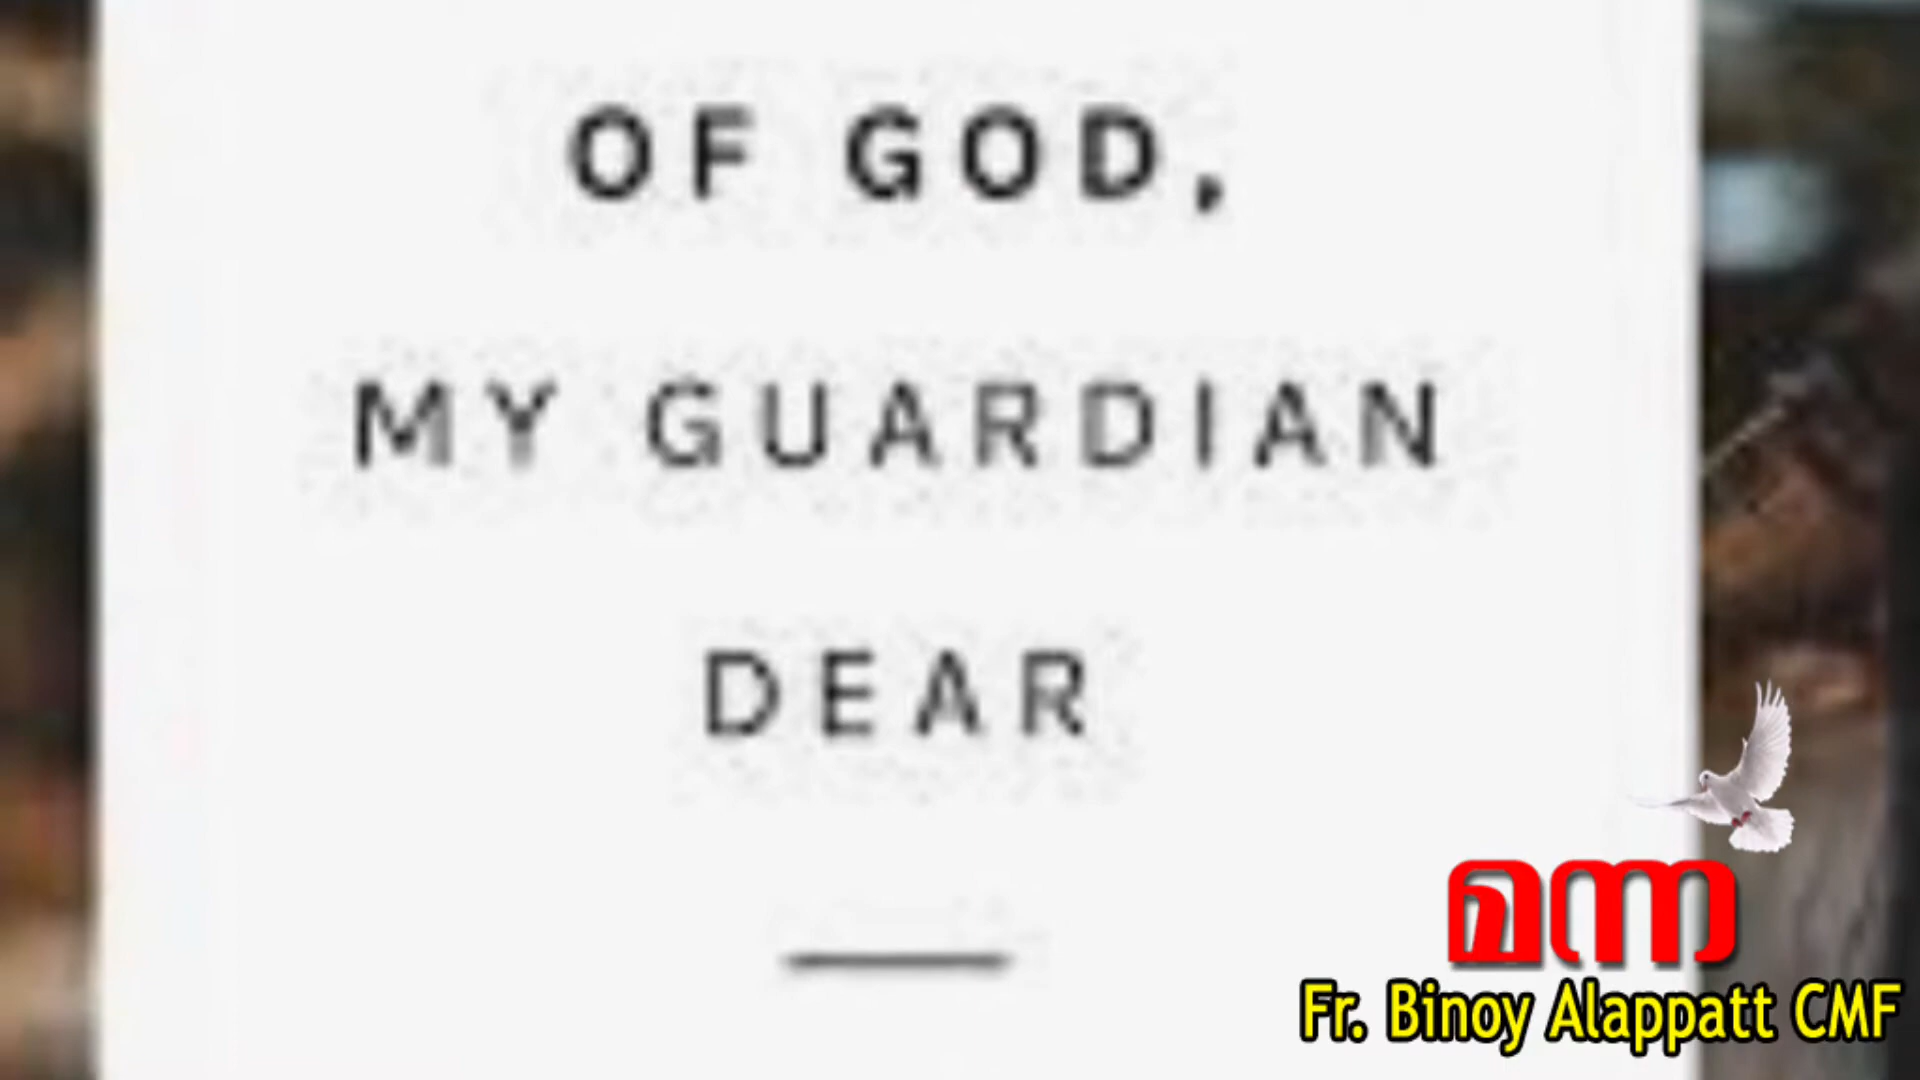 OF GOD,
MY GUARDIAN
DEAR
മന്ന
Fr. Binoy Alappatt CMF